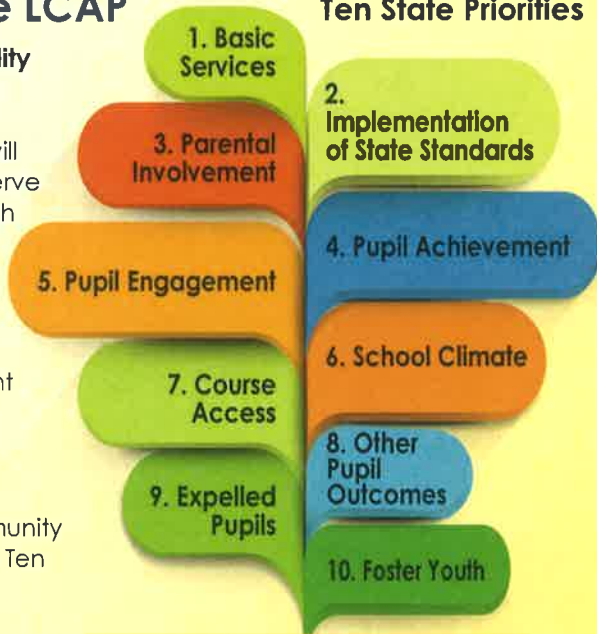 e LCAP
lity
ill
erve
h
nt
munity
Ten
Ten State Priorities
1. Basic
Services
2.
Implementation
of State Standards
3. Parental
Involvement
4. Pupil Achievement
5. Pupil Engagement
6. School Climate
7. Course
Access
8. Other
Pupil
Outcomes
9. Expelled
Pupils
10. Foster Youth